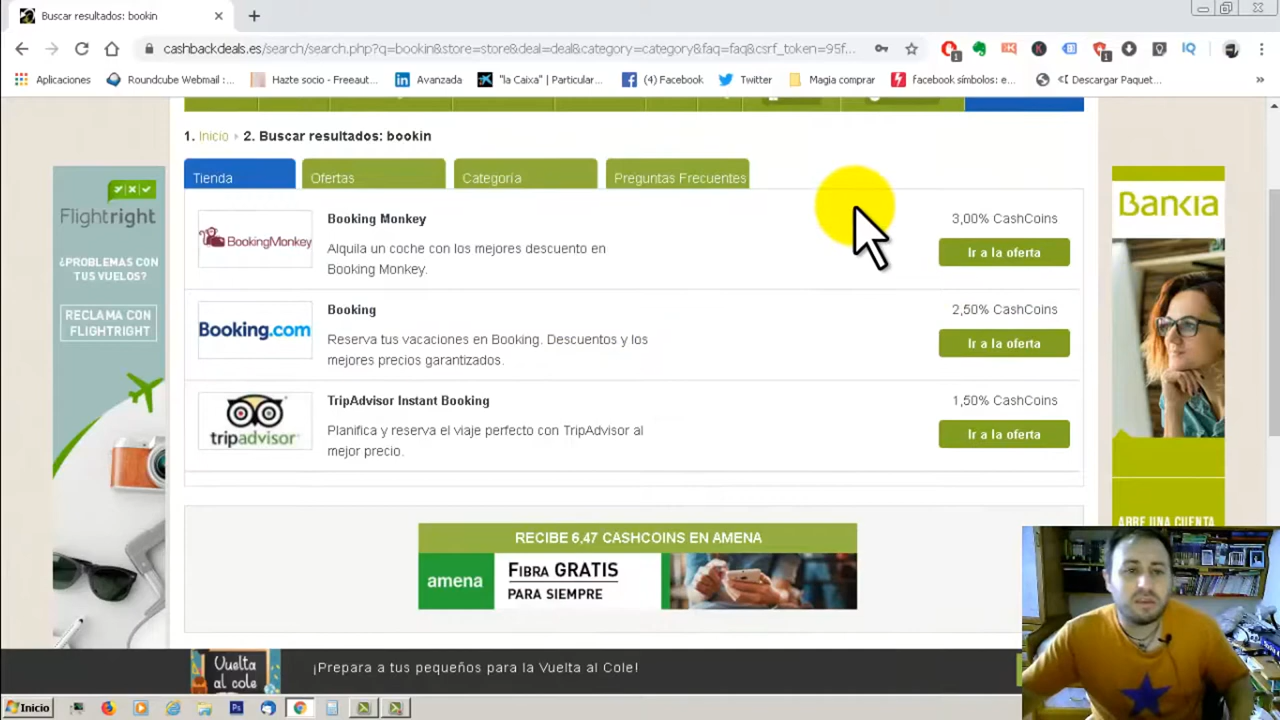 Buscar resultados: bookin
cashbackdeals.es/search/search.php?q=bookin&store=store&deal=deal&category=category&faq=faq&csrf_token=95f...
Aplicaciones
Roundcube Webmail :...
Hazte socio - Freeaut...
Avanzada
"la Caixa" | Particular...
(4) Facebook
Twitter
Magia comprar
facebook símbolos: e...
<[ Descargar Paquet...
»
1. Inicio 2. Buscar resultados: bookin
Tienda
Ofertas
Categoría
Preguntas Frecuentes
BookingMonkey
Booking Monkey
Alquila un coche con los mejores descuento en
Booking Monkey.
3,00% CashCoins
Ir a la oferta
Booking.com
Booking
Reserva tus vacaciones en Booking. Descuentos y los
mejores precios garantizados.
2,50% CashCoins
Ir a la oferta
tripadvisor
TripAdvisor Instant Booking
Planifica y reserva el viaje perfecto con TripAdvisor al
mejor precio.
1,50% CashCoins
Ir a la oferta
Flightright
¿PROBLEMAS CON
TUS VUELOS?
RECLAMA CON
FLIGHTRIGHT
Bankia
ABRE UNA CUENTA
RECIBE 6,47 CASHCOINS EN AMENA
amena
FIBRA GRATIS
PARA SIEMPRE
Vuelta
al cole
¡Prepara a tus pequeños para la Vuelta al Cole!
Inicio